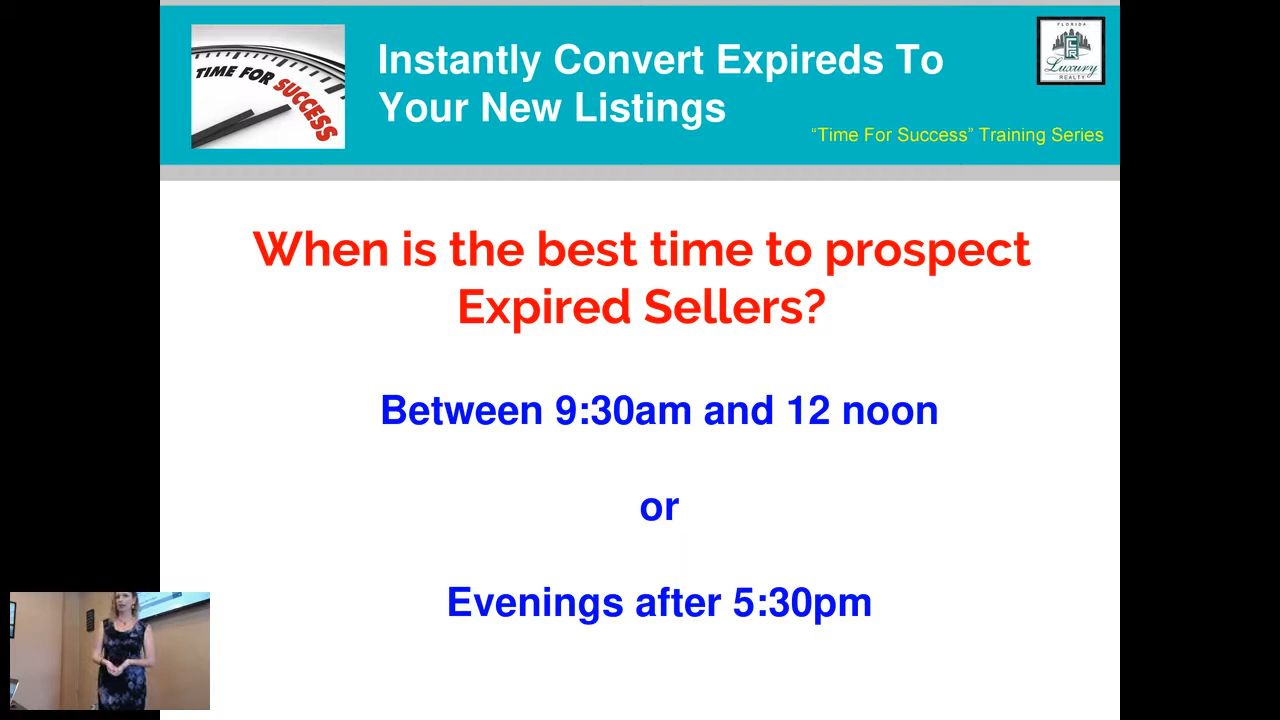 TIME FOR SUCCESS
Instantly Convert Expireds To
Your New Listings
FLORIDA
Luxury
REALTY
“Time For Success” Training Series
When is the best time to prospect
Expired Sellers?
Between 9:30am and 12 noon
or
Evenings after 5:30pm